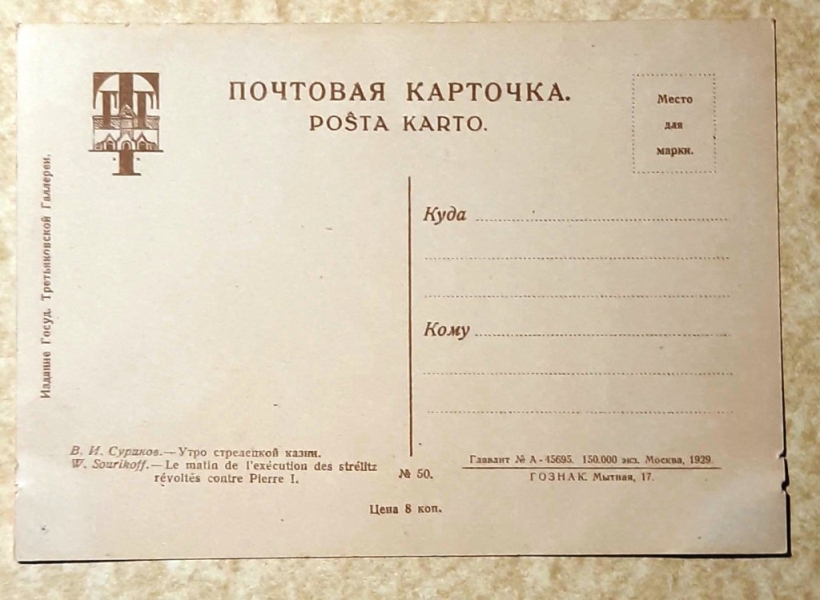 ПОЧТОВАЯ КАРТОЧКА.
POŜTA KARTO.
Место
для
марки.
Издание Госуд. Третьяковской Галлереи.
Куда
Кому
В. И. Суриков.—Утро стрелецкой казни.
W. Sourikoff.—Le matin de l'exécution des strélitz
révoltés contre Pierre I.
№ 50.
Главлит № А-45695. 150.000 экз. Москва, 1929.
ГОЗНАК. Мытная, 17.
Цена 8 коп.